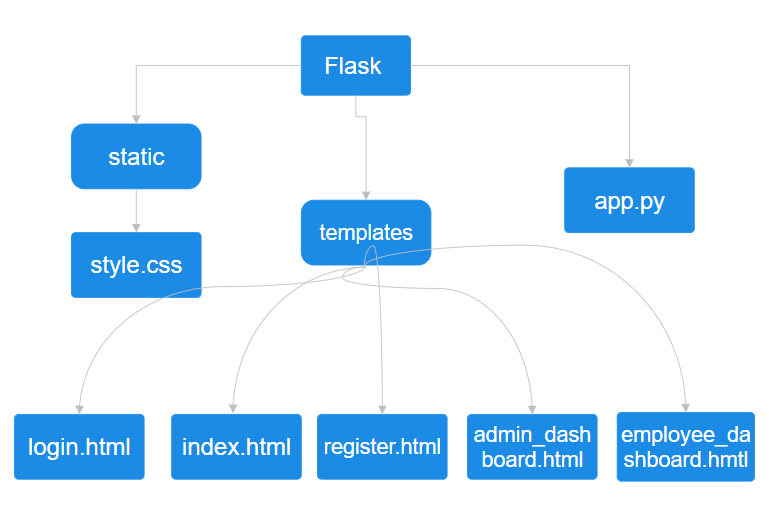 Flask
static
app.py
templates
style.css
login.html
index.html
register.html
admin_dash
board.html
employee_da
shboard.hmtl